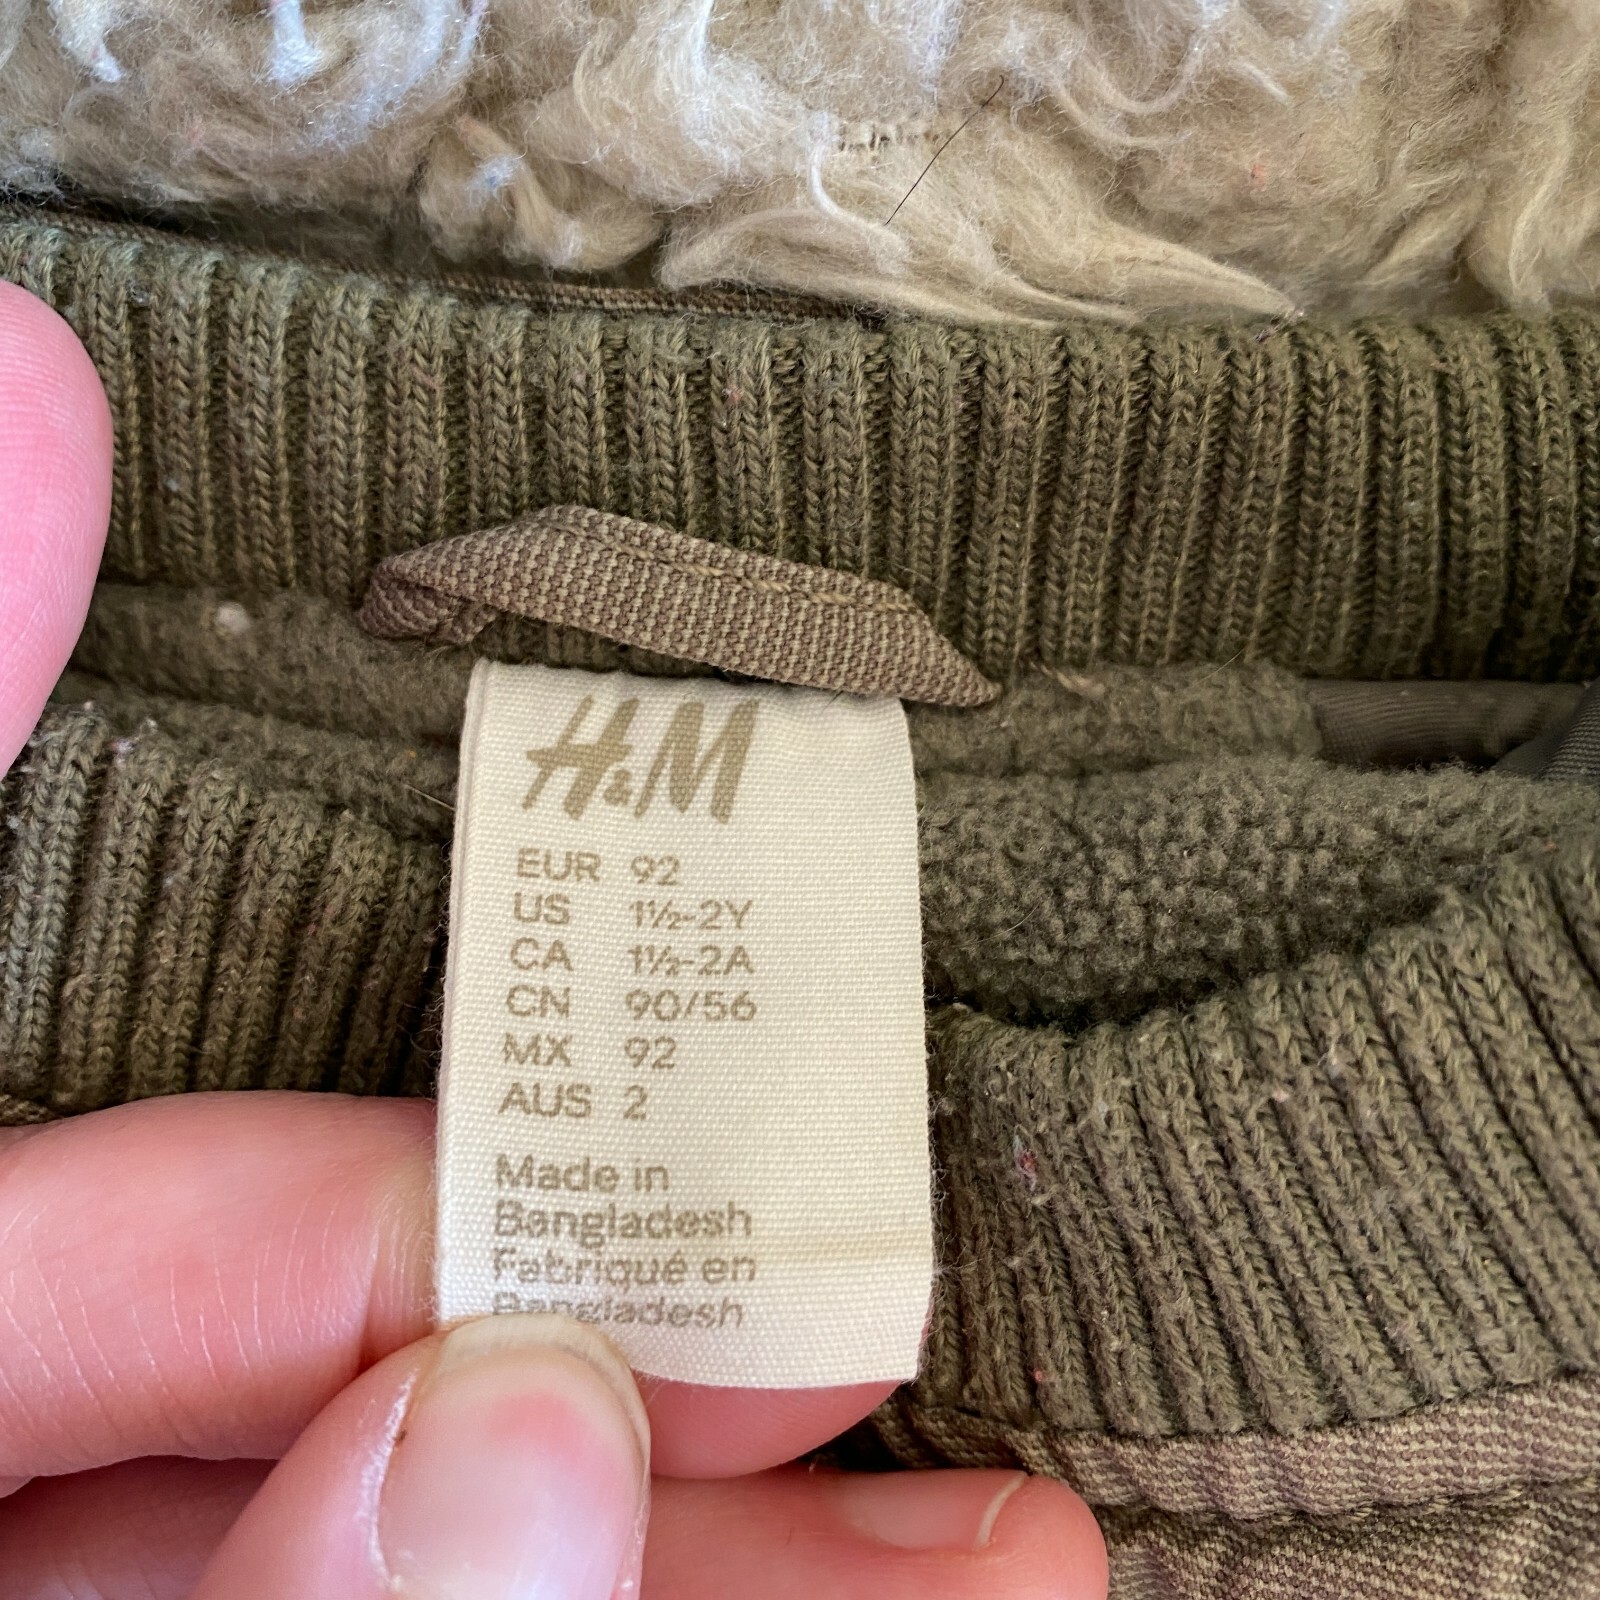 H&M
EUR 92
US 1½-2Y
CA 1½-2A
CN 90/56
MX 92
AUS 2
Made in
Bangladesh
Fabriqué en
Bangladesh